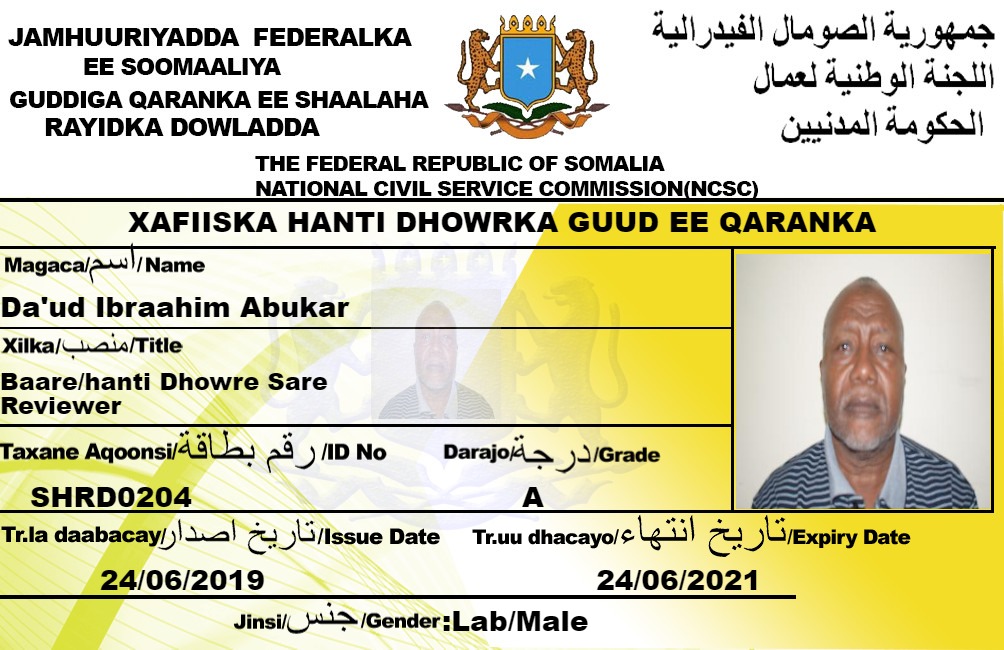 JAMHUURIYADDA FEDERALKA
EE SOOMAALIYA
GUDDIGA QARANKA EE SHAALAHA
RAYIDKA DOWLADDA
جمهورية الصومال الفيدرالية
اللجنة الوطنية لعمال
الحكومة المدنيين
THE FEDERAL REPUBLIC OF SOMALIA
NATIONAL CIVIL SERVICE COMMISSION(NCSC)
XAFIISKA HANTI DHOWRKA GUUD EE QARANKA
Magaca/اسم/Name
Da'ud Ibraahim Abukar
Xilka/منصب/Title
Baare/hanti Dhowre Sare
Reviewer
Taxane Aqoonsi/رقم بطاقة/ID No
Darajo/درجة/Grade
SHRD0204
A
Tr.la daabacay/تاريخ اصدار/Issue Date
Tr.uu dhacayo/تاريخ انتهاء/Expiry Date
24/06/2019
24/06/2021
Jinsi/جنس/Gender:Lab/Male